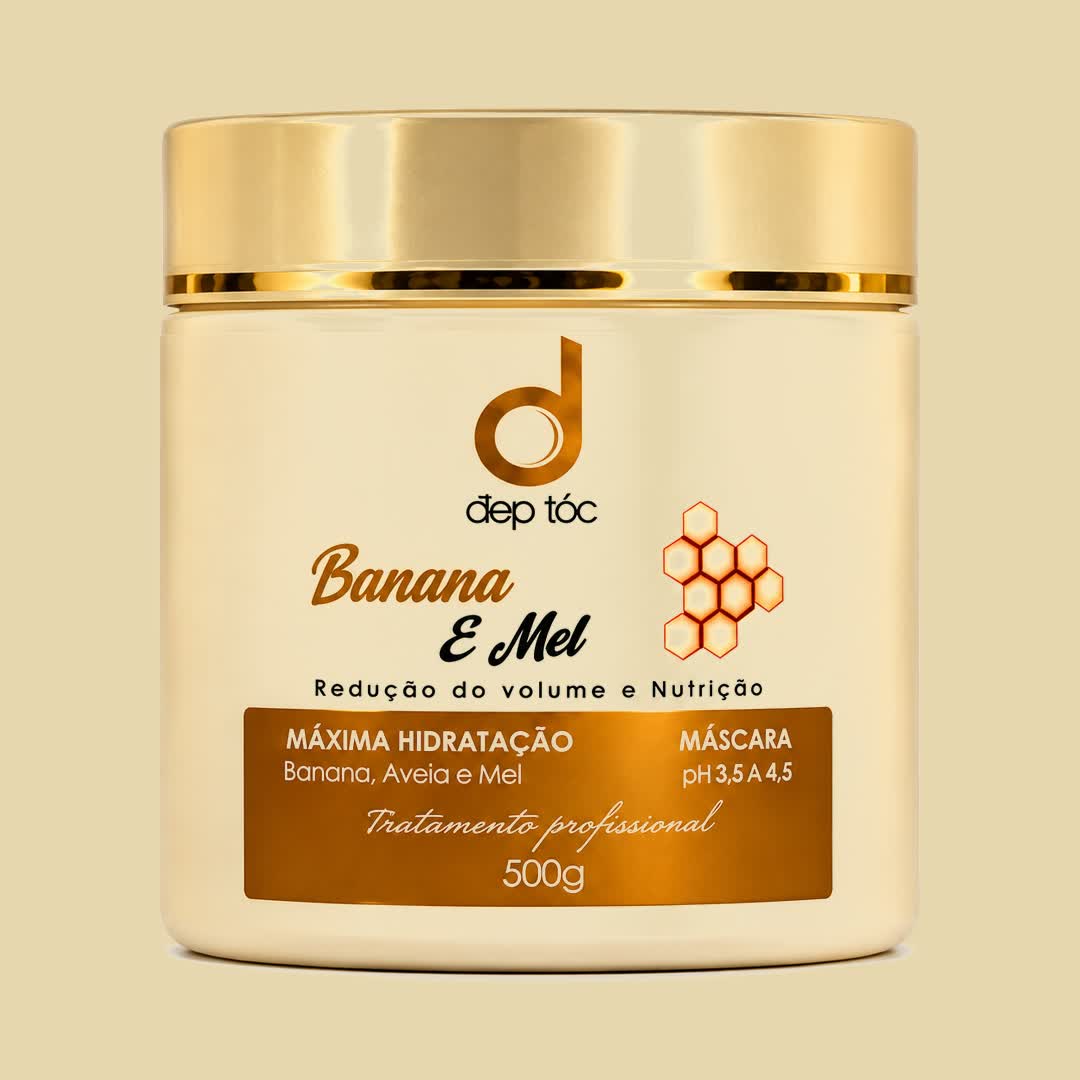 đep tóc
Banana
E Mel
Redução do volume e Nutrição
MÁXIMA HIDRATAÇÃO
Banana, Aveia e Mel
MÁSCARA
pH 3,5 A 4,5
Tratamento profissional
500g